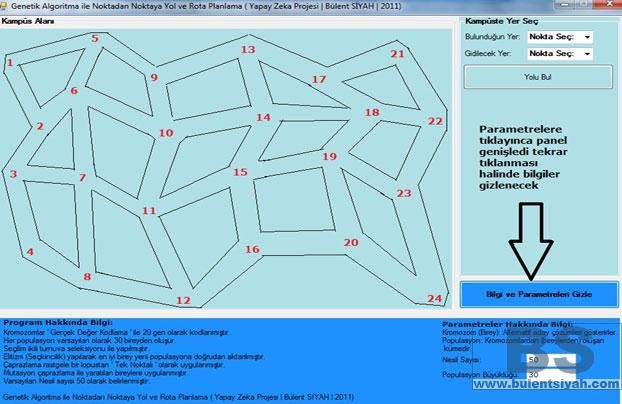 Genetik Algoritma ile Noktadan Noktaya Yol ve Rota Planlama ( Yapay Zeka Projesi | Bülent SİYAH | 2011)
Kampüs Alanı
5
13
21
1
9
17
6
14
18
22
2
10
19
3
7
15
23
11
4
16
20
8
12
24
Kampüste Yer Seç
Bulunduğun Yer: Nokta Seç:
Gidilecek Yer: Nokta Seç:
Yolu Bul
Parametrelere
tıklayınca panel
genişledi tekrar
tıklanması
halinde bilgiler
gizlenecek
Bilgi ve Parametreleri Gizle
Program Hakkında Bilgi:
Kromozomlar ' Gerçek Değer Kodlama ' ile 20 gen olarak kodlanmıştır.
Her populasyon varsayılan olarak 30 bireyden oluşur.
Seçilim ikili turnuva seleksiyonu ile yapılmıştır.
Elitizm (Seçkincilik) yapılarak en iyi birey yeni populasyona doğrudan aktarılmıştır.
Çaprazlama rastgele bir lopustan ' Tek Noktalı ' olarak uygulanmıştır.
Mutasyon çaprazlama ile yaratılan bireylere uygulanmıştır.
Varsayılan Nesil sayısı 50 olarak belirlenmiştir.
Genetik Algoritma ile Noktadan Noktaya Yol ve Rota Planlama ( Yapay Zeka Projesi | Bülent SİYAH | 2011)
Parametreler Hakkında Bilgi:
Kromozom (Birey): Alternatif aday çözümleri gösterirler.
Populasyon: Kromozomlardan (Bireylerden) oluşan
kümedir.
Nesil Sayısı: 50
Populasyon Büyüklüğü: 30
BS
www.bulentsiyah.com